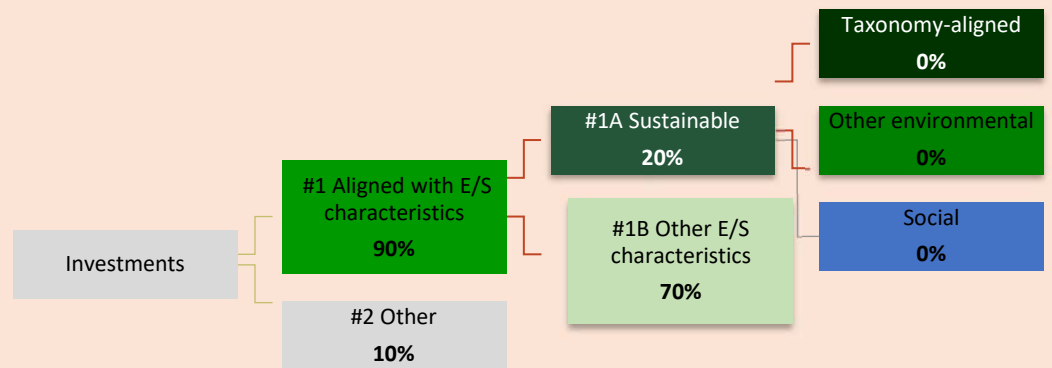 Investments
#1 Aligned with E/S
characteristics
90%
#2 Other
10%
#1A Sustainable
20%
#1B Other E/S
characteristics
70%
Taxonomy-aligned
0%
Other environmental
0%
Social
0%